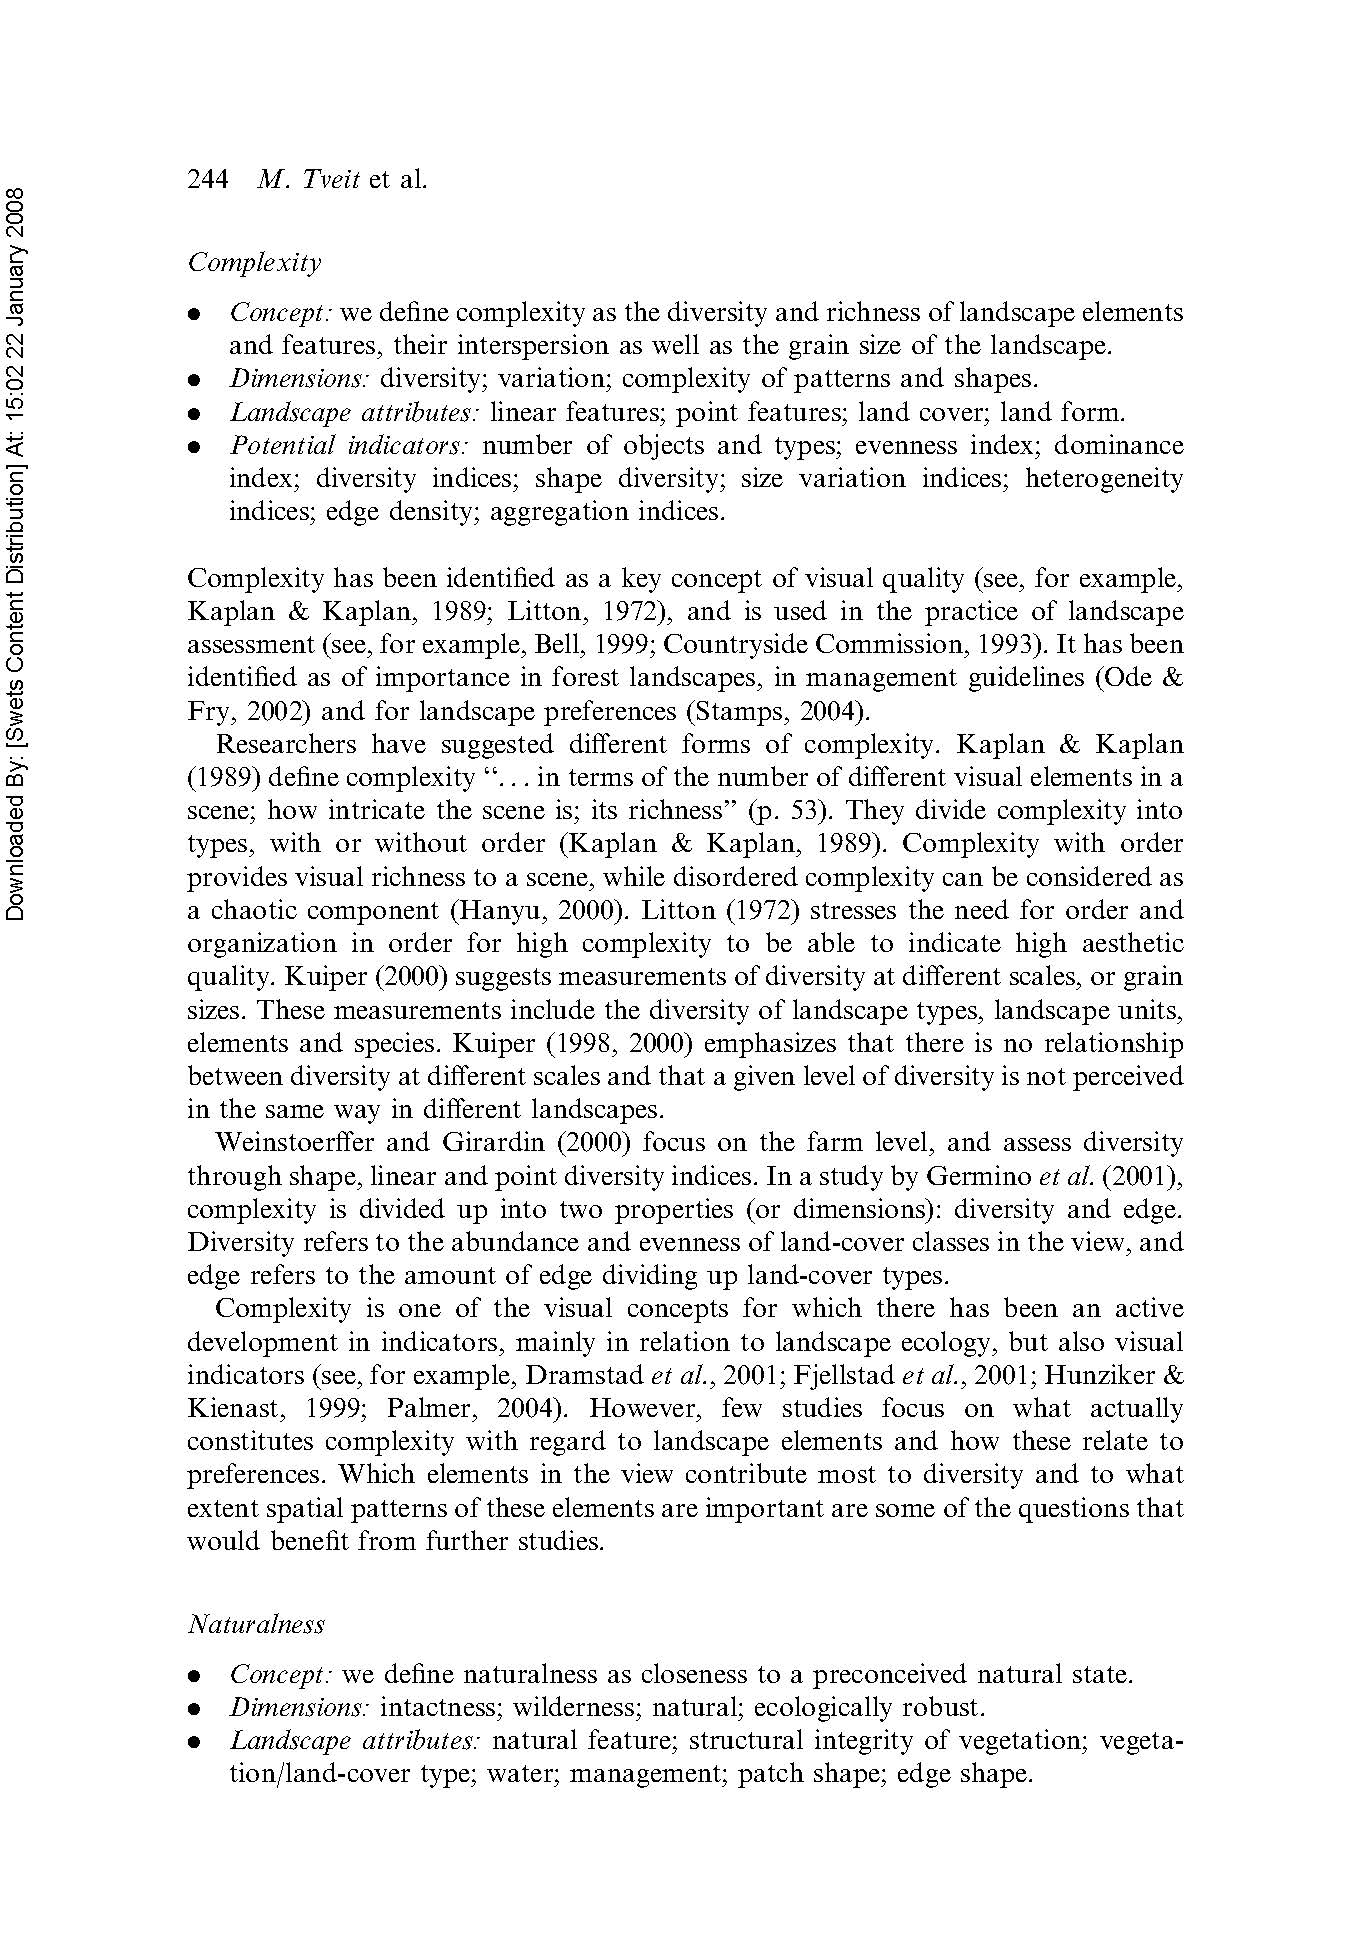 244 M. Tveit et al.
Complexity
● Concept: we define complexity as the diversity and richness of landscape elements
and features, their interspersion as well as the grain size of the landscape.
● Dimensions: diversity; variation; complexity of patterns and shapes.
● Landscape attributes: linear features; point features; land cover; land form.
● Potential indicators: number of objects and types; evenness index; dominance
index; diversity indices; shape diversity; size variation indices; heterogeneity
indices; edge density; aggregation indices.
Complexity has been identified as a key concept of visual quality (see, for example,
Kaplan & Kaplan, 1989; Litton, 1972), and is used in the practice of landscape
assessment (see, for example, Bell, 1999; Countryside Commission, 1993). It has been
identified as of importance in forest landscapes, in management guidelines (Ode &
Fry, 2002) and for landscape preferences (Stamps, 2004).
Researchers have suggested different forms of complexity. Kaplan & Kaplan
(1989) define complexity “. . . in terms of the number of different visual elements in a
scene; how intricate the scene is; its richness” (p. 53). They divide complexity into
types, with or without order (Kaplan & Kaplan, 1989). Complexity with order
provides visual richness to a scene, while disordered complexity can be considered as
a chaotic component (Hanyu, 2000). Litton (1972) stresses the need for order and
organization in order for high complexity to be able to indicate high aesthetic
quality. Kuiper (2000) suggests measurements of diversity at different scales, or grain
sizes. These measurements include the diversity of landscape types, landscape units,
elements and species. Kuiper (1998, 2000) emphasizes that there is no relationship
between diversity at different scales and that a given level of diversity is not perceived
in the same way in different landscapes.
Weinstoerffer and Girardin (2000) focus on the farm level, and assess diversity
through shape, linear and point diversity indices. In a study by Germino et al. (2001),
complexity is divided up into two properties (or dimensions): diversity and edge.
Diversity refers to the abundance and evenness of land-cover classes in the view, and
edge refers to the amount of edge dividing up land-cover types.
Complexity is one of the visual concepts for which there has been an active
development in indicators, mainly in relation to landscape ecology, but also visual
indicators (see, for example, Dramstad et al., 2001; Fjellstad et al., 2001; Hunziker &
Kienast, 1999; Palmer, 2004). However, few studies focus on what actually
constitutes complexity with regard to landscape elements and how these relate to
preferences. Which elements in the view contribute most to diversity and to what
extent spatial patterns of these elements are important are some of the questions that
would benefit from further studies.
Naturalness
● Concept: we define naturalness as closeness to a preconceived natural state.
● Dimensions: intactness; wilderness; natural; ecologically robust.
● Landscape attributes: natural feature; structural integrity of vegetation; vegeta-
tion/land-cover type; water; management; patch shape; edge shape.
Downloaded By: [Swets Content Distribution] At: 15:02 22 January 2008